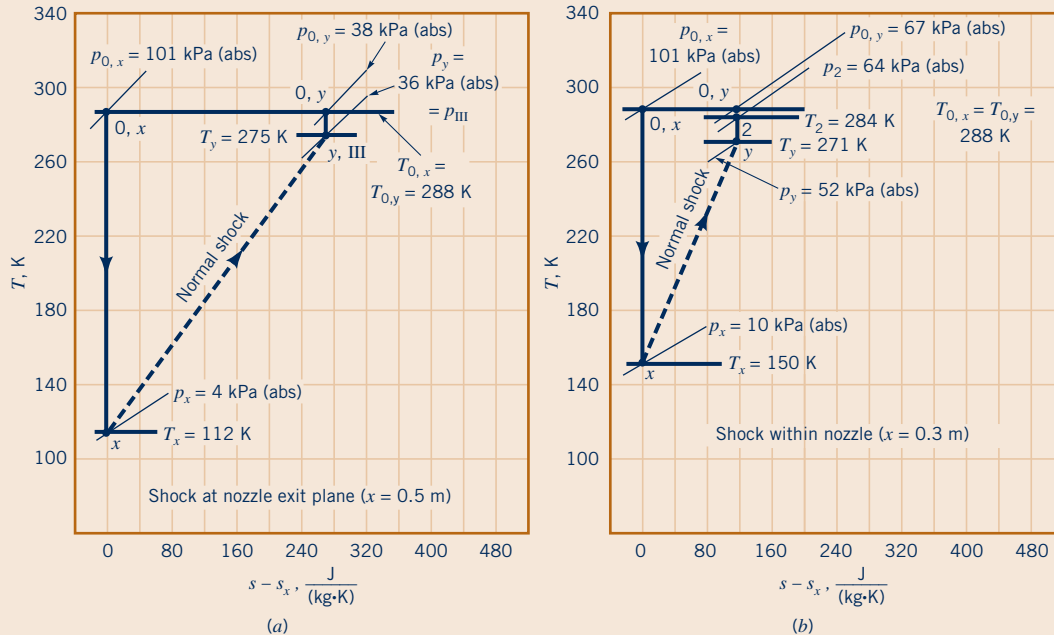 340
300
260
220
180
140
100
T, K
p0, x = 101 kPa (abs)
p0, y = 38 kPa (abs)
py =
36 kPa (abs)
= pIII
0, x
0, y
Ty = 275 K
y, III
T0, x =
T0,y = 288 K
Normal shock
px = 4 kPa (abs)
x
Tx = 112 K
Shock at nozzle exit plane (x = 0.5 m)
0 80 160 240 320 400 480
s – sx , J
(kg•K)
(a)
340
300
260
220
180
140
100
T, K
p0, x =
101 kPa (abs)
p0, y = 67 kPa (abs)
p2 = 64 kPa (abs)
0, y
0, x
T2 = 284 K
2
Ty = 271 K
y
T0, x = T0,y =
288 K
py = 52 kPa (abs)
Normal shock
px = 10 kPa (abs)
Tx = 150 K
x
Shock within nozzle (x = 0.3 m)
0 80 160 240 320 400 480
s – sx , J
(kg•K)
(b)